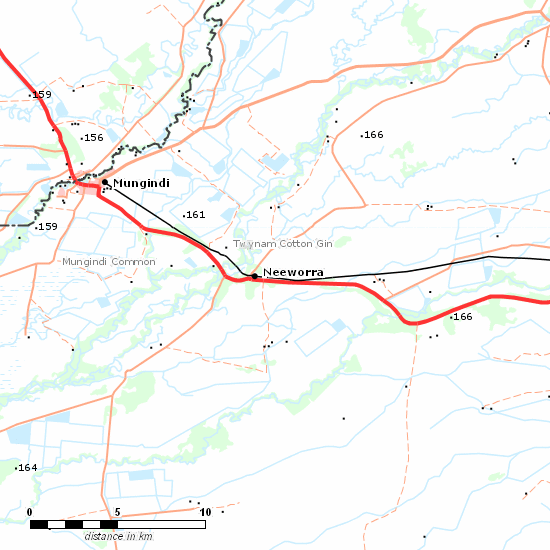 159
156
166
Mungindi
161
159
Twynam Cotton Gin
Mungindi Common
Neeworra
166
164
0 5 10
distance in km